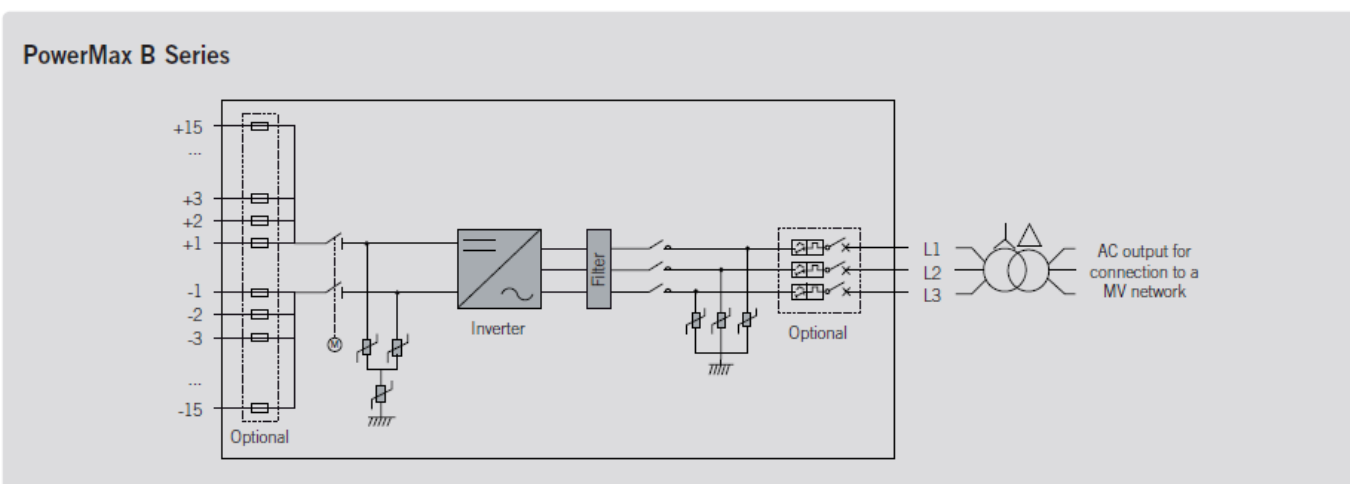 PowerMax B Series
+15
...
+3
+2
+1
-1
-2
-3
...
-15
Optional
M
Inverter
Filter
Optional
L1
L2
L3
AC output for
connection to a
MV network